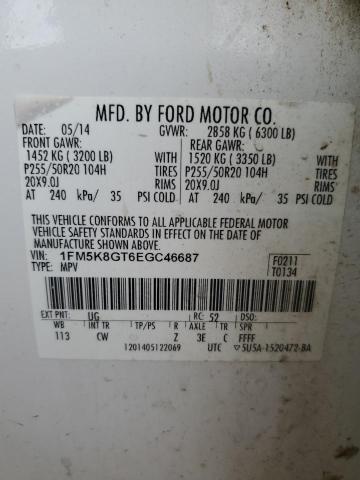 MFD. BY FORD MOTOR CO.
DATE: 05/14 GVWR: 2858 KG ( 6300 LB)
FRONT GAWR: REAR GAWR:
1452 KG ( 3200 LB) WITH 1520 KG ( 3350 LB) WITH
P255/50R20 104H TIRES P255/50R20 104H TIRES
20X9.0J RIMS 20X9.0J RIMS
AT 240 kPa/ 35 PSI COLD AT 240 kPa/ 35 PSI COLD
THIS VEHICLE CONFORMS TO ALL APPLICABLE FEDERAL MOTOR
VEHICLE SAFETY STANDARDS IN EFFECT ON THE DATE OF
MANUFACTURE SHOWN ABOVE.
VIN: 1FM5K8GT6EGC46687 F0211
TYPE: MPV T0134
EXT PNT: UG RC: 52 DSO:
WB INT TR TP/PS R AXLE TR SPR
113 CW Z 3E C FFFF
1201405122069 UTC ▽5U5A-1520472-BA